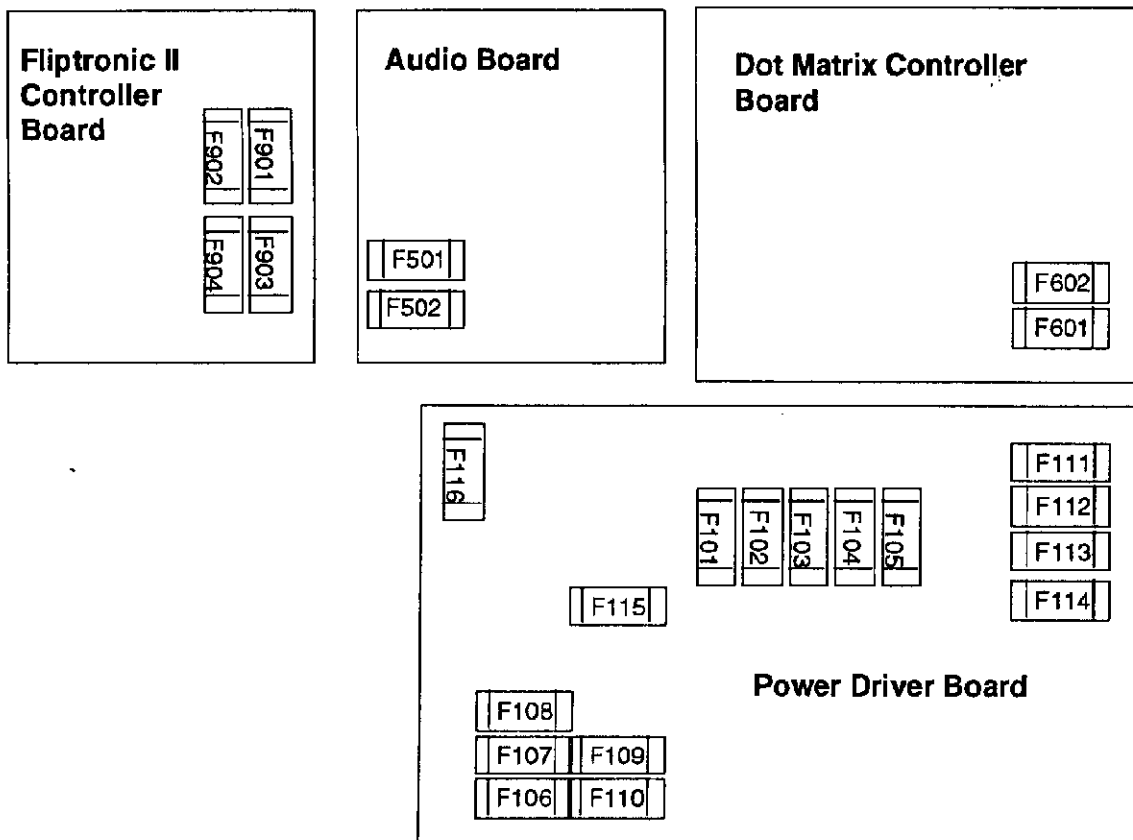 Fliptronic II
Controller
Board
F902
F901
F904
F903
Audio Board
F501
F502
Dot Matrix Controller
Board
F602
F601
F116
F101
F102
F103
F104
F105
F111
F112
F113
F114
F115
Power Driver Board
F108
F107
F109
F106
F110